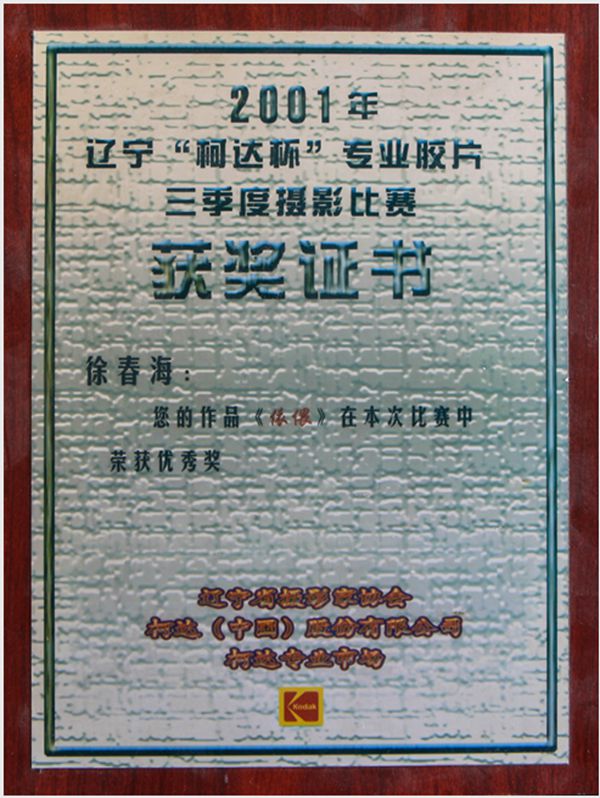 2001年
辽宁“柯达杯”专业胶片
三季度摄影比赛
获奖证书
徐春海：
您的作品《依偎》在本次比赛中
荣获优秀奖
辽宁省摄影家协会
柯达（中国）股份有限公司
柯达专业市场
Kodak